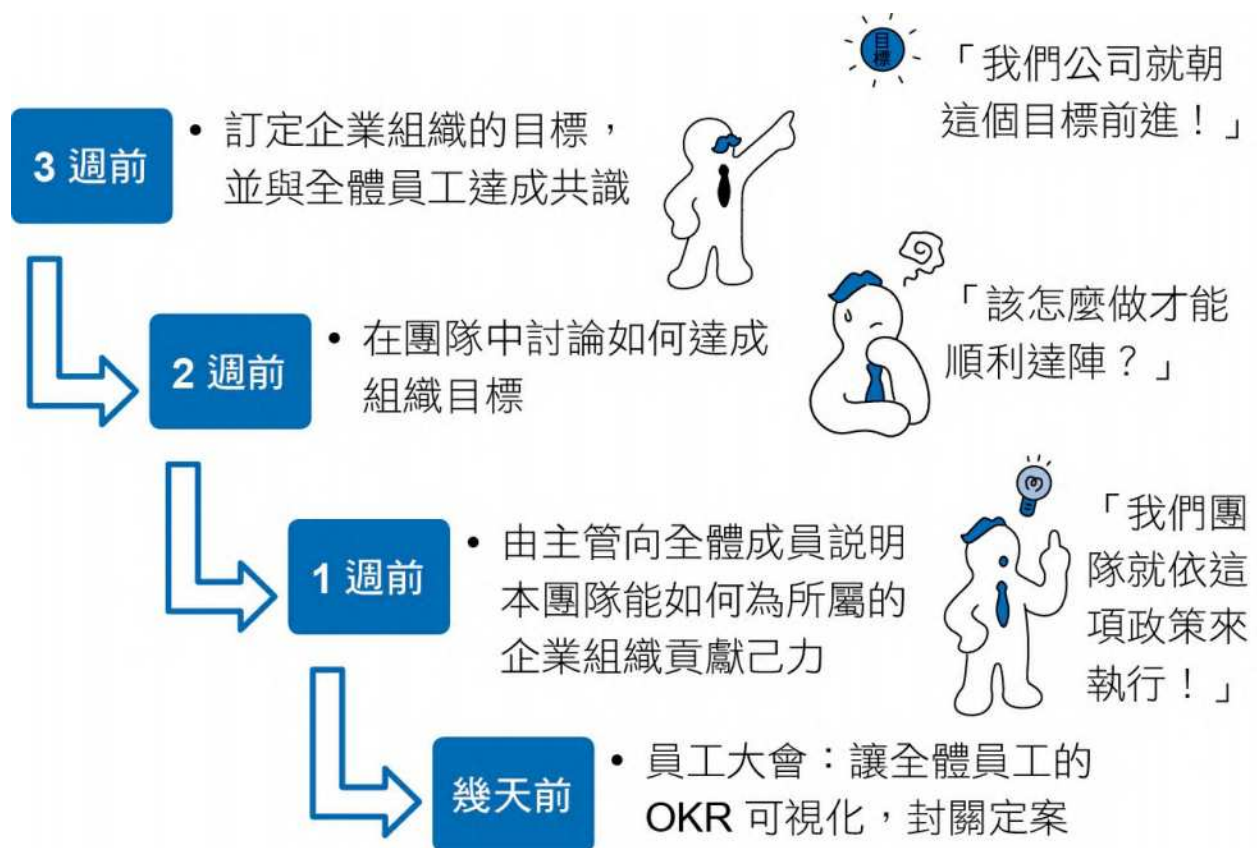 目標
「我們公司就朝
這個目標前進！」
3 週前
• 訂定企業組織的目標，
並與全體員工達成共識
2 週前
• 在團隊中討論如何達成
組織目標
「該怎麼做才能
順利達陣？」
1 週前
• 由主管向全體成員説明
本團隊能如何為所屬的
企業組織貢獻己力
「我們團
隊就依這
項政策來
執行！」
幾天前
• 員工大會：讓全體員工的
OKR 可視化，封關定案